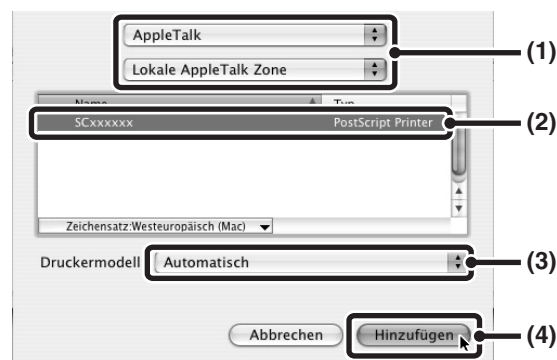 AppleTalk
(1)
Lokale AppleTalk Zone
Name Typ
SCxxxxxx PostScript Printer
(2)
Zeichensatz:Westeuropäisch (Mac)
Druckermodell Automatisch
(3)
Abbrechen Hinzufügen
(4)